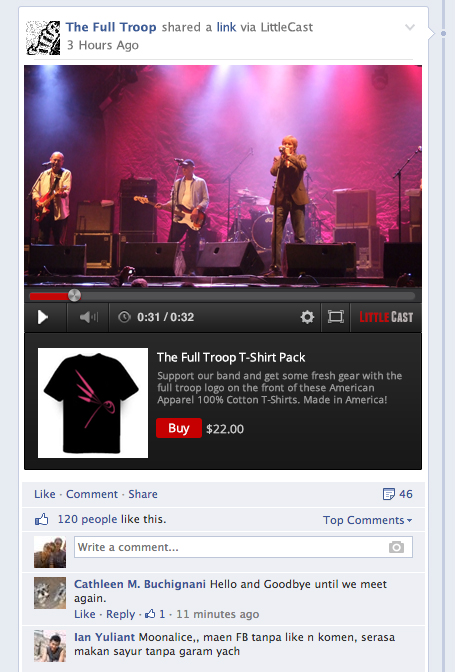 The Full Troop shared a link via LittleCast
3 Hours Ago
0:31 / 0:32
LITTLECAST
The Full Troop T-Shirt Pack
Support our band and get some fresh gear with the
full troop logo on the front of these American
Apparel 100% Cotton T-Shirts. Made in America!
Buy $22.00
Like · Comment · Share 46
120 people like this. Top Comments
Write a comment...
Cathleen M. Buchignani Hello and Goodbye until we meet
again.
Like · Reply · 1 · 11 minutes ago
Ian Yuliant Moonalice,, maen FB tanpa like n komen, serasa
makan sayur tanpa garam yach